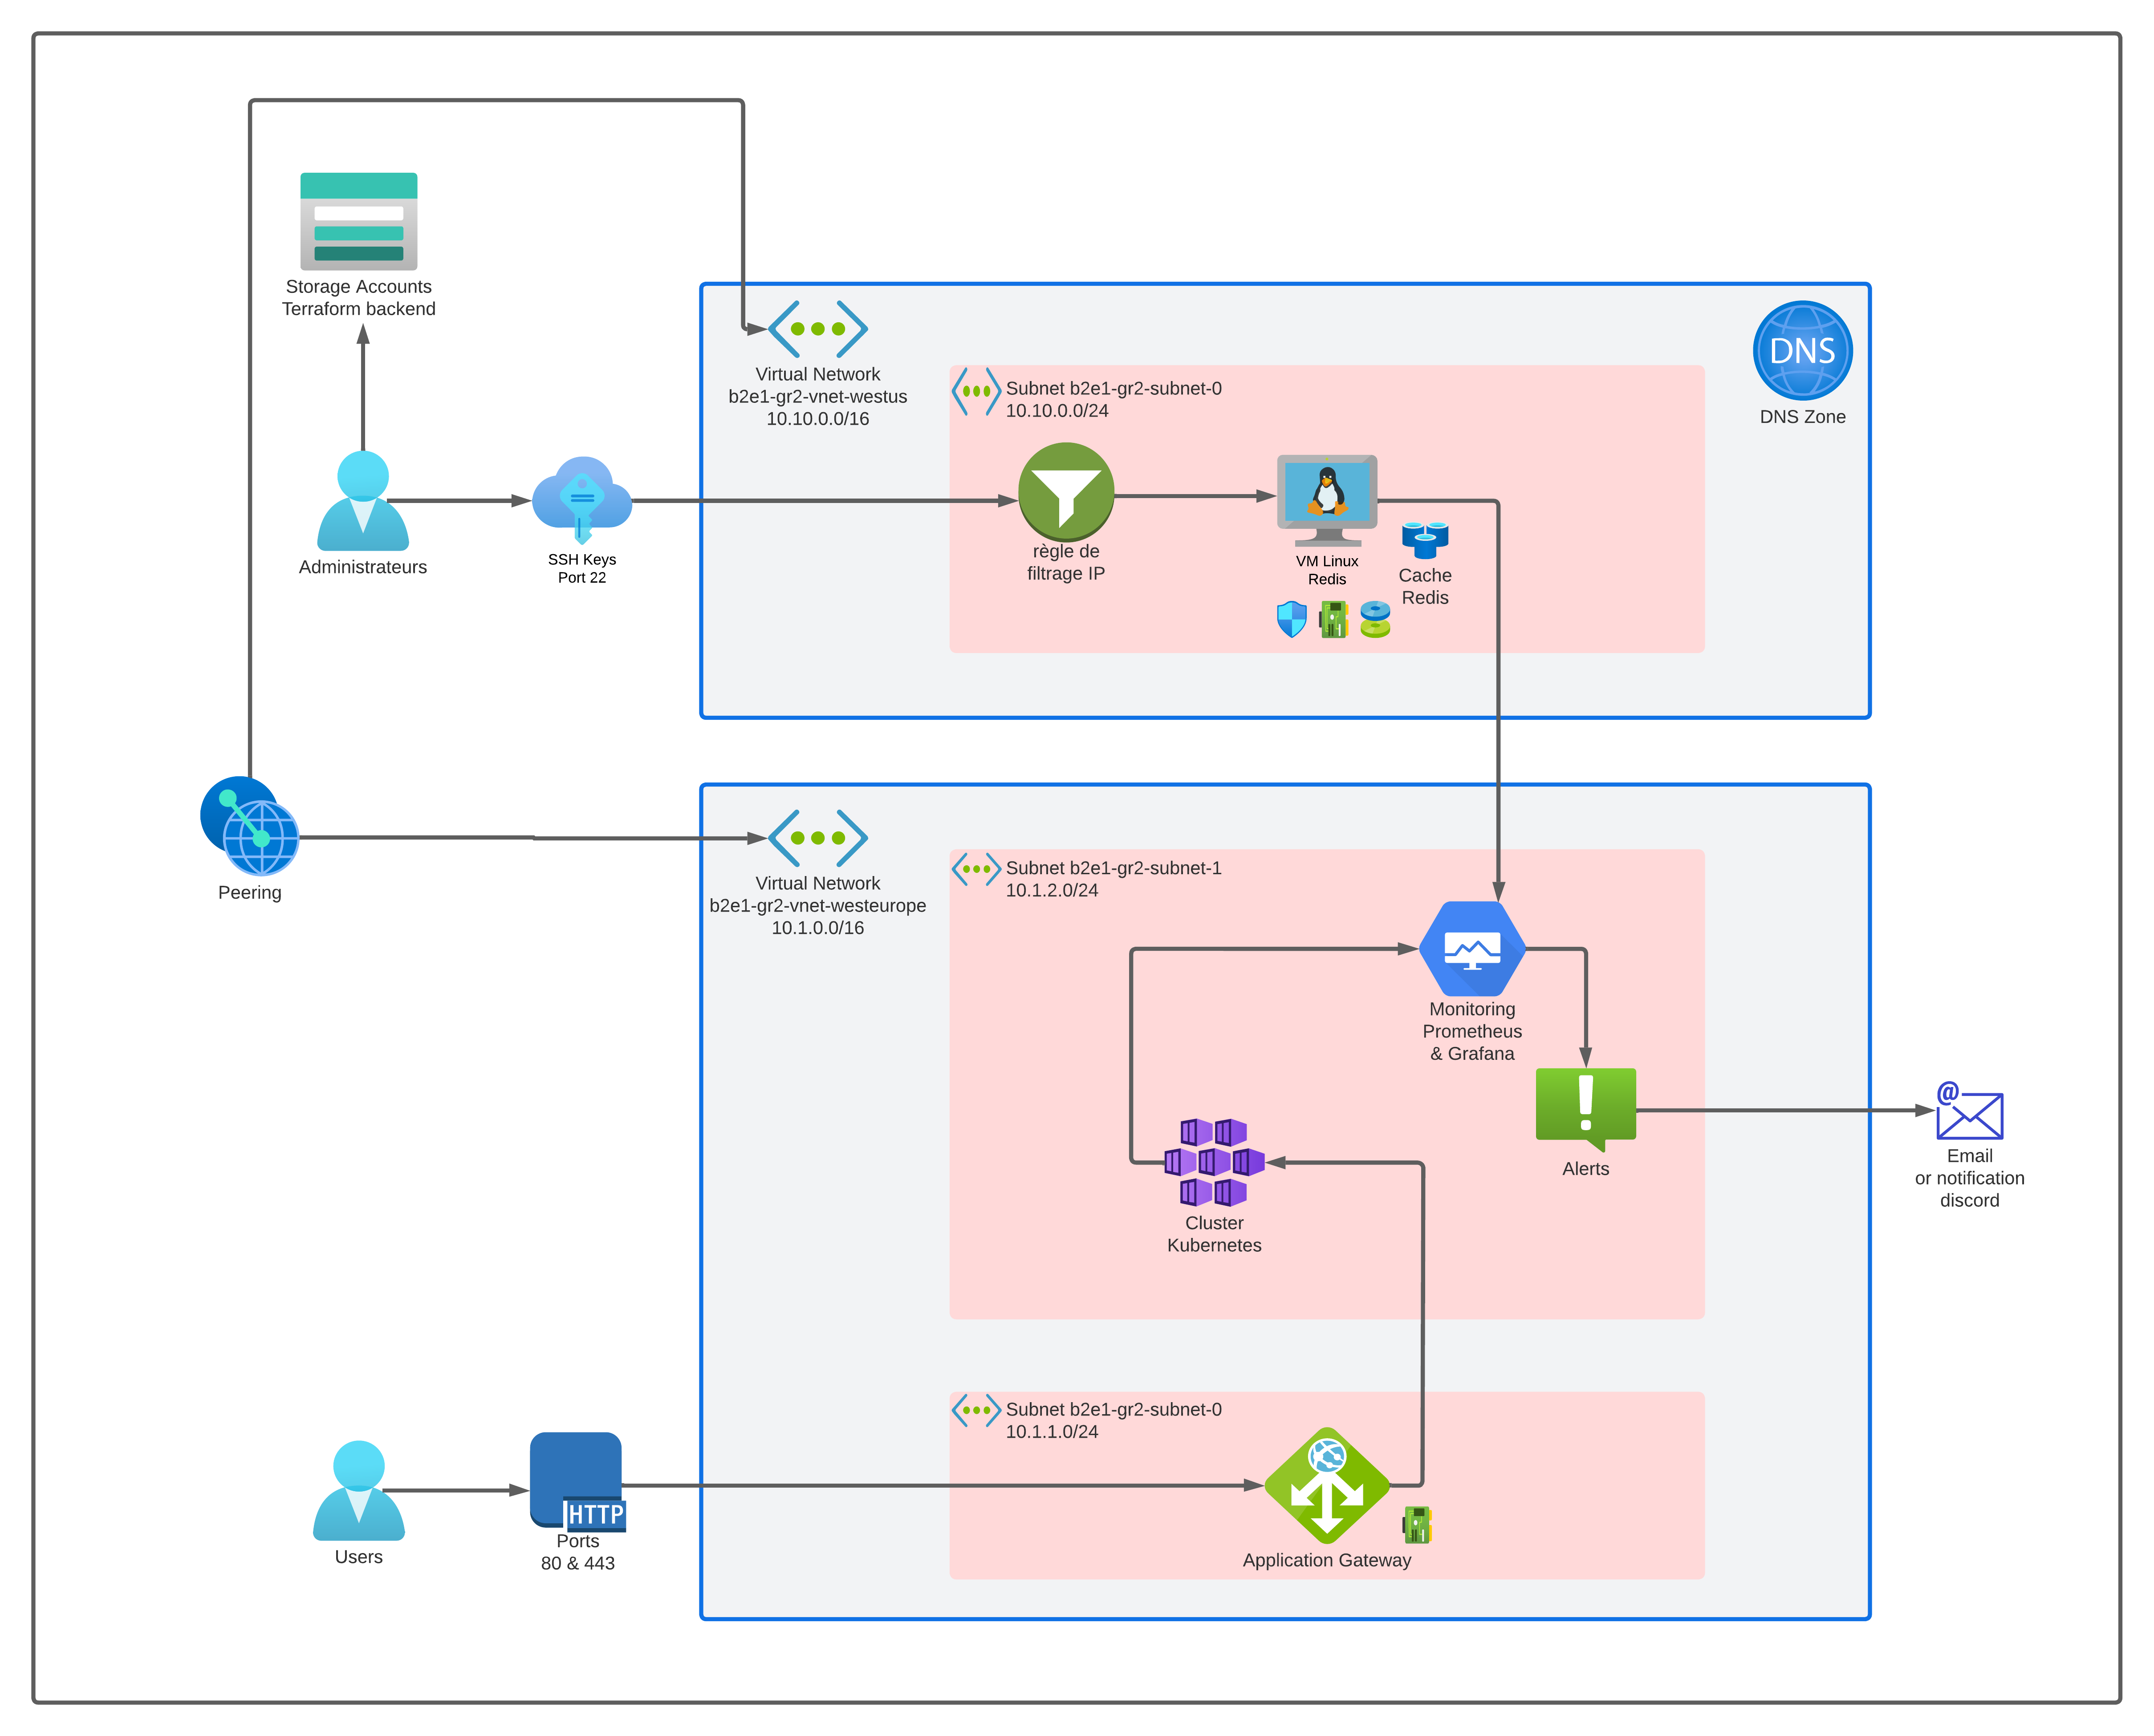 Storage Accounts
Terraform backend
Virtual Network
b2e1-gr2-vnet-westus
10.10.0.0/16
Subnet b2e1-gr2-subnet-0
10.10.0.0/24
DNS
DNS Zone
Administrateurs
SSH Keys
Port 22
règle de
filtrage IP
VM Linux
Redis
Cache
Redis
Peering
Virtual Network
b2e1-gr2-vnet-westeurope
10.1.0.0/16
Subnet b2e1-gr2-subnet-1
10.1.2.0/24
Monitoring
Prometheus
& Grafana
Alerts
@
Email
or notification
discord
Cluster
Kubernetes
Subnet b2e1-gr2-subnet-0
10.1.1.0/24
Users
HTTP
Ports
80 & 443
Application Gateway